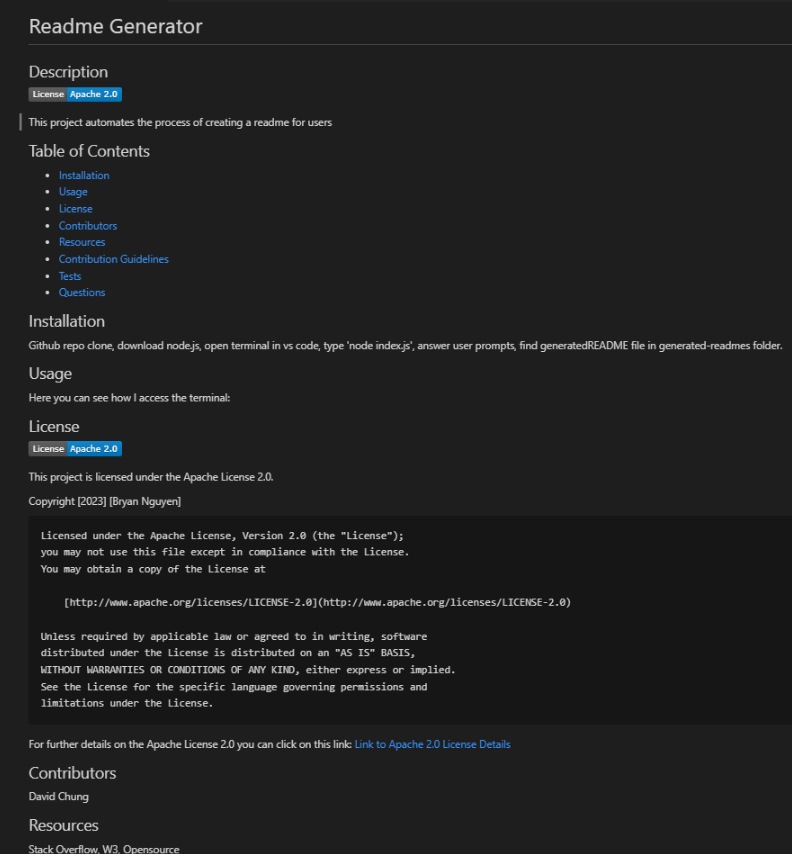 Readme Generator
Description
License Apache 2.0
This project automates the process of creating a readme for users
Table of Contents
• Installation
• Usage
• License
• Contributors
• Resources
• Contribution Guidelines
• Tests
• Questions
Installation
Github repo clone, download node.js, open terminal in vs code, type 'node index.js', answer user prompts, find generatedREADME file in generated-readmes folder.
Usage
Here you can see how I access the terminal:
License
License Apache 2.0
This project is licensed under the Apache License 2.0.
Copyright [2023] [Bryan Nguyen]
Licensed under the Apache License, Version 2.0 (the "License");
you may not use this file except in compliance with the License.
You may obtain a copy of the License at
[http://www.apache.org/licenses/LICENSE-2.0](http://www.apache.org/licenses/LICENSE-2.0)
Unless required by applicable law or agreed to in writing, software
distributed under the License is distributed on an "AS IS" BASIS,
WITHOUT WARRANTIES OR CONDITIONS OF ANY KIND, either express or implied.
See the License for the specific language governing permissions and
limitations under the License.
For further details on the Apache License 2.0 you can click on this link: Link to Apache 2.0 License Details
Contributors
David Chung
Resources
Stack Overflow, W3, Opensource